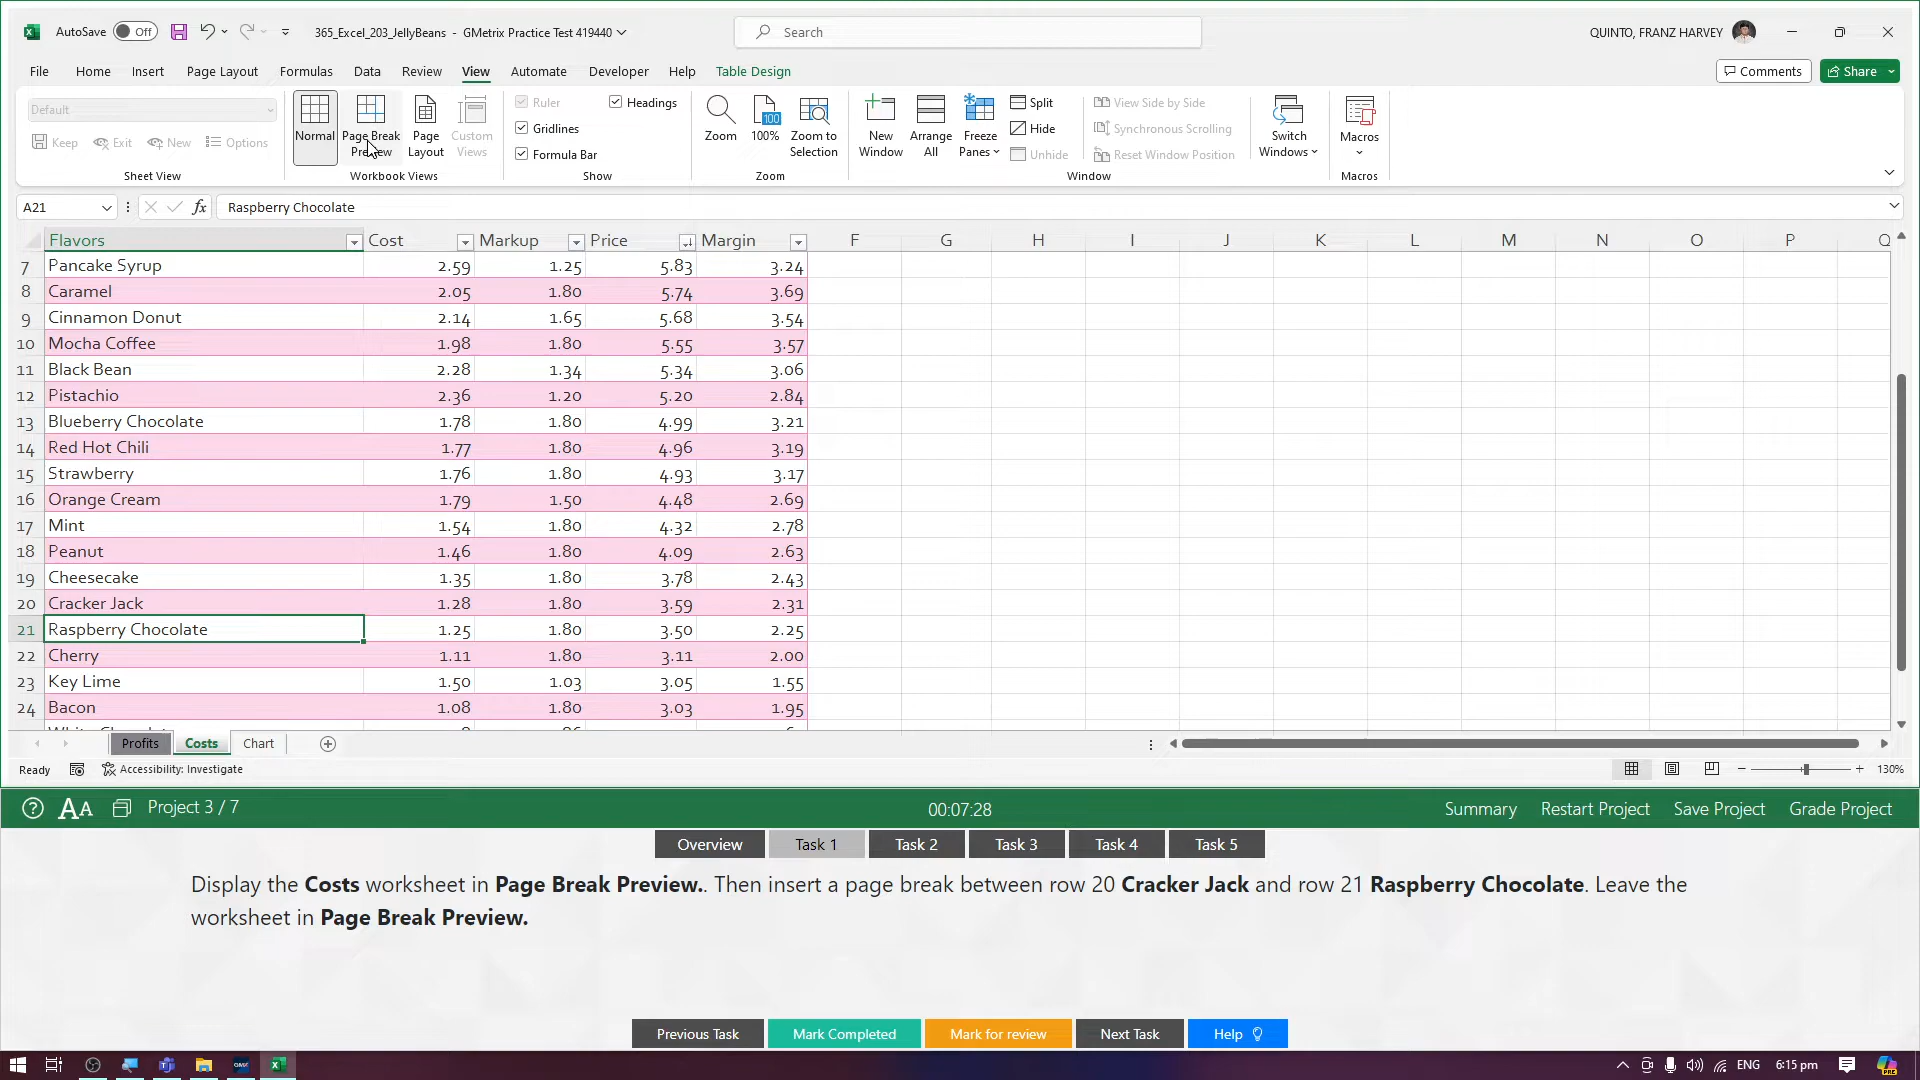 AutoSave Off 365_Excel_203_JellyBeans - GMetrix Practice Test 419440 Search QUINTO, FRANZ HARVEY
File Home Insert Page Layout Formulas Data Review View Automate Developer Help Table Design Comments Share
Default
Keep Exit New Options
Sheet View
Normal
Page Break Preview
Page Layout
Custom Views
Workbook Views
Ruler
Gridlines
Formula Bar
Headings
Show
Zoom
100
100%
Zoom to Selection
Zoom
New Window
Arrange All
Freeze Panes
Split
Hide
Unhide
View Side by Side
Synchronous Scrolling
Reset Window Position
Switch Windows
Window
Macros
Macros
A21 fx Raspberry Chocolate
Flavors Cost Markup Price Margin F G H I J K L M N O P Q
7 Pancake Syrup 2.59 1.25 5.83 3.24
8 Caramel 2.05 1.80 5.74 3.69
9 Cinnamon Donut 2.14 1.65 5.68 3.54
10 Mocha Coffee 1.98 1.80 5.55 3.57
11 Black Bean 2.28 1.34 5.34 3.06
12 Pistachio 2.36 1.20 5.20 2.84
13 Blueberry Chocolate 1.78 1.80 4.99 3.21
14 Red Hot Chili 1.77 1.80 4.96 3.19
15 Strawberry 1.76 1.80 4.93 3.17
16 Orange Cream 1.79 1.50 4.48 2.69
17 Mint 1.54 1.80 4.32 2.78
18 Peanut 1.46 1.80 4.09 2.63
19 Cheesecake 1.35 1.80 3.78 2.43
20 Cracker Jack 1.28 1.80 3.59 2.31
21 Raspberry Chocolate 1.25 1.80 3.50 2.25
22 Cherry 1.11 1.80 3.11 2.00
23 Key Lime 1.50 1.03 3.05 1.55
24 Bacon 1.08 1.80 3.03 1.95
Profits Costs Chart
Ready Accessibility: Investigate 130%
AA Project 3 / 7 00:07:28 Summary Restart Project Save Project Grade Project
Overview Task 1 Task 2 Task 3 Task 4 Task 5
Display the Costs worksheet in Page Break Preview.. Then insert a page break between row 20 Cracker Jack and row 21 Raspberry Chocolate. Leave the
worksheet in Page Break Preview.
Previous Task Mark Completed Mark for review Next Task Help
ENG 6:15 pm